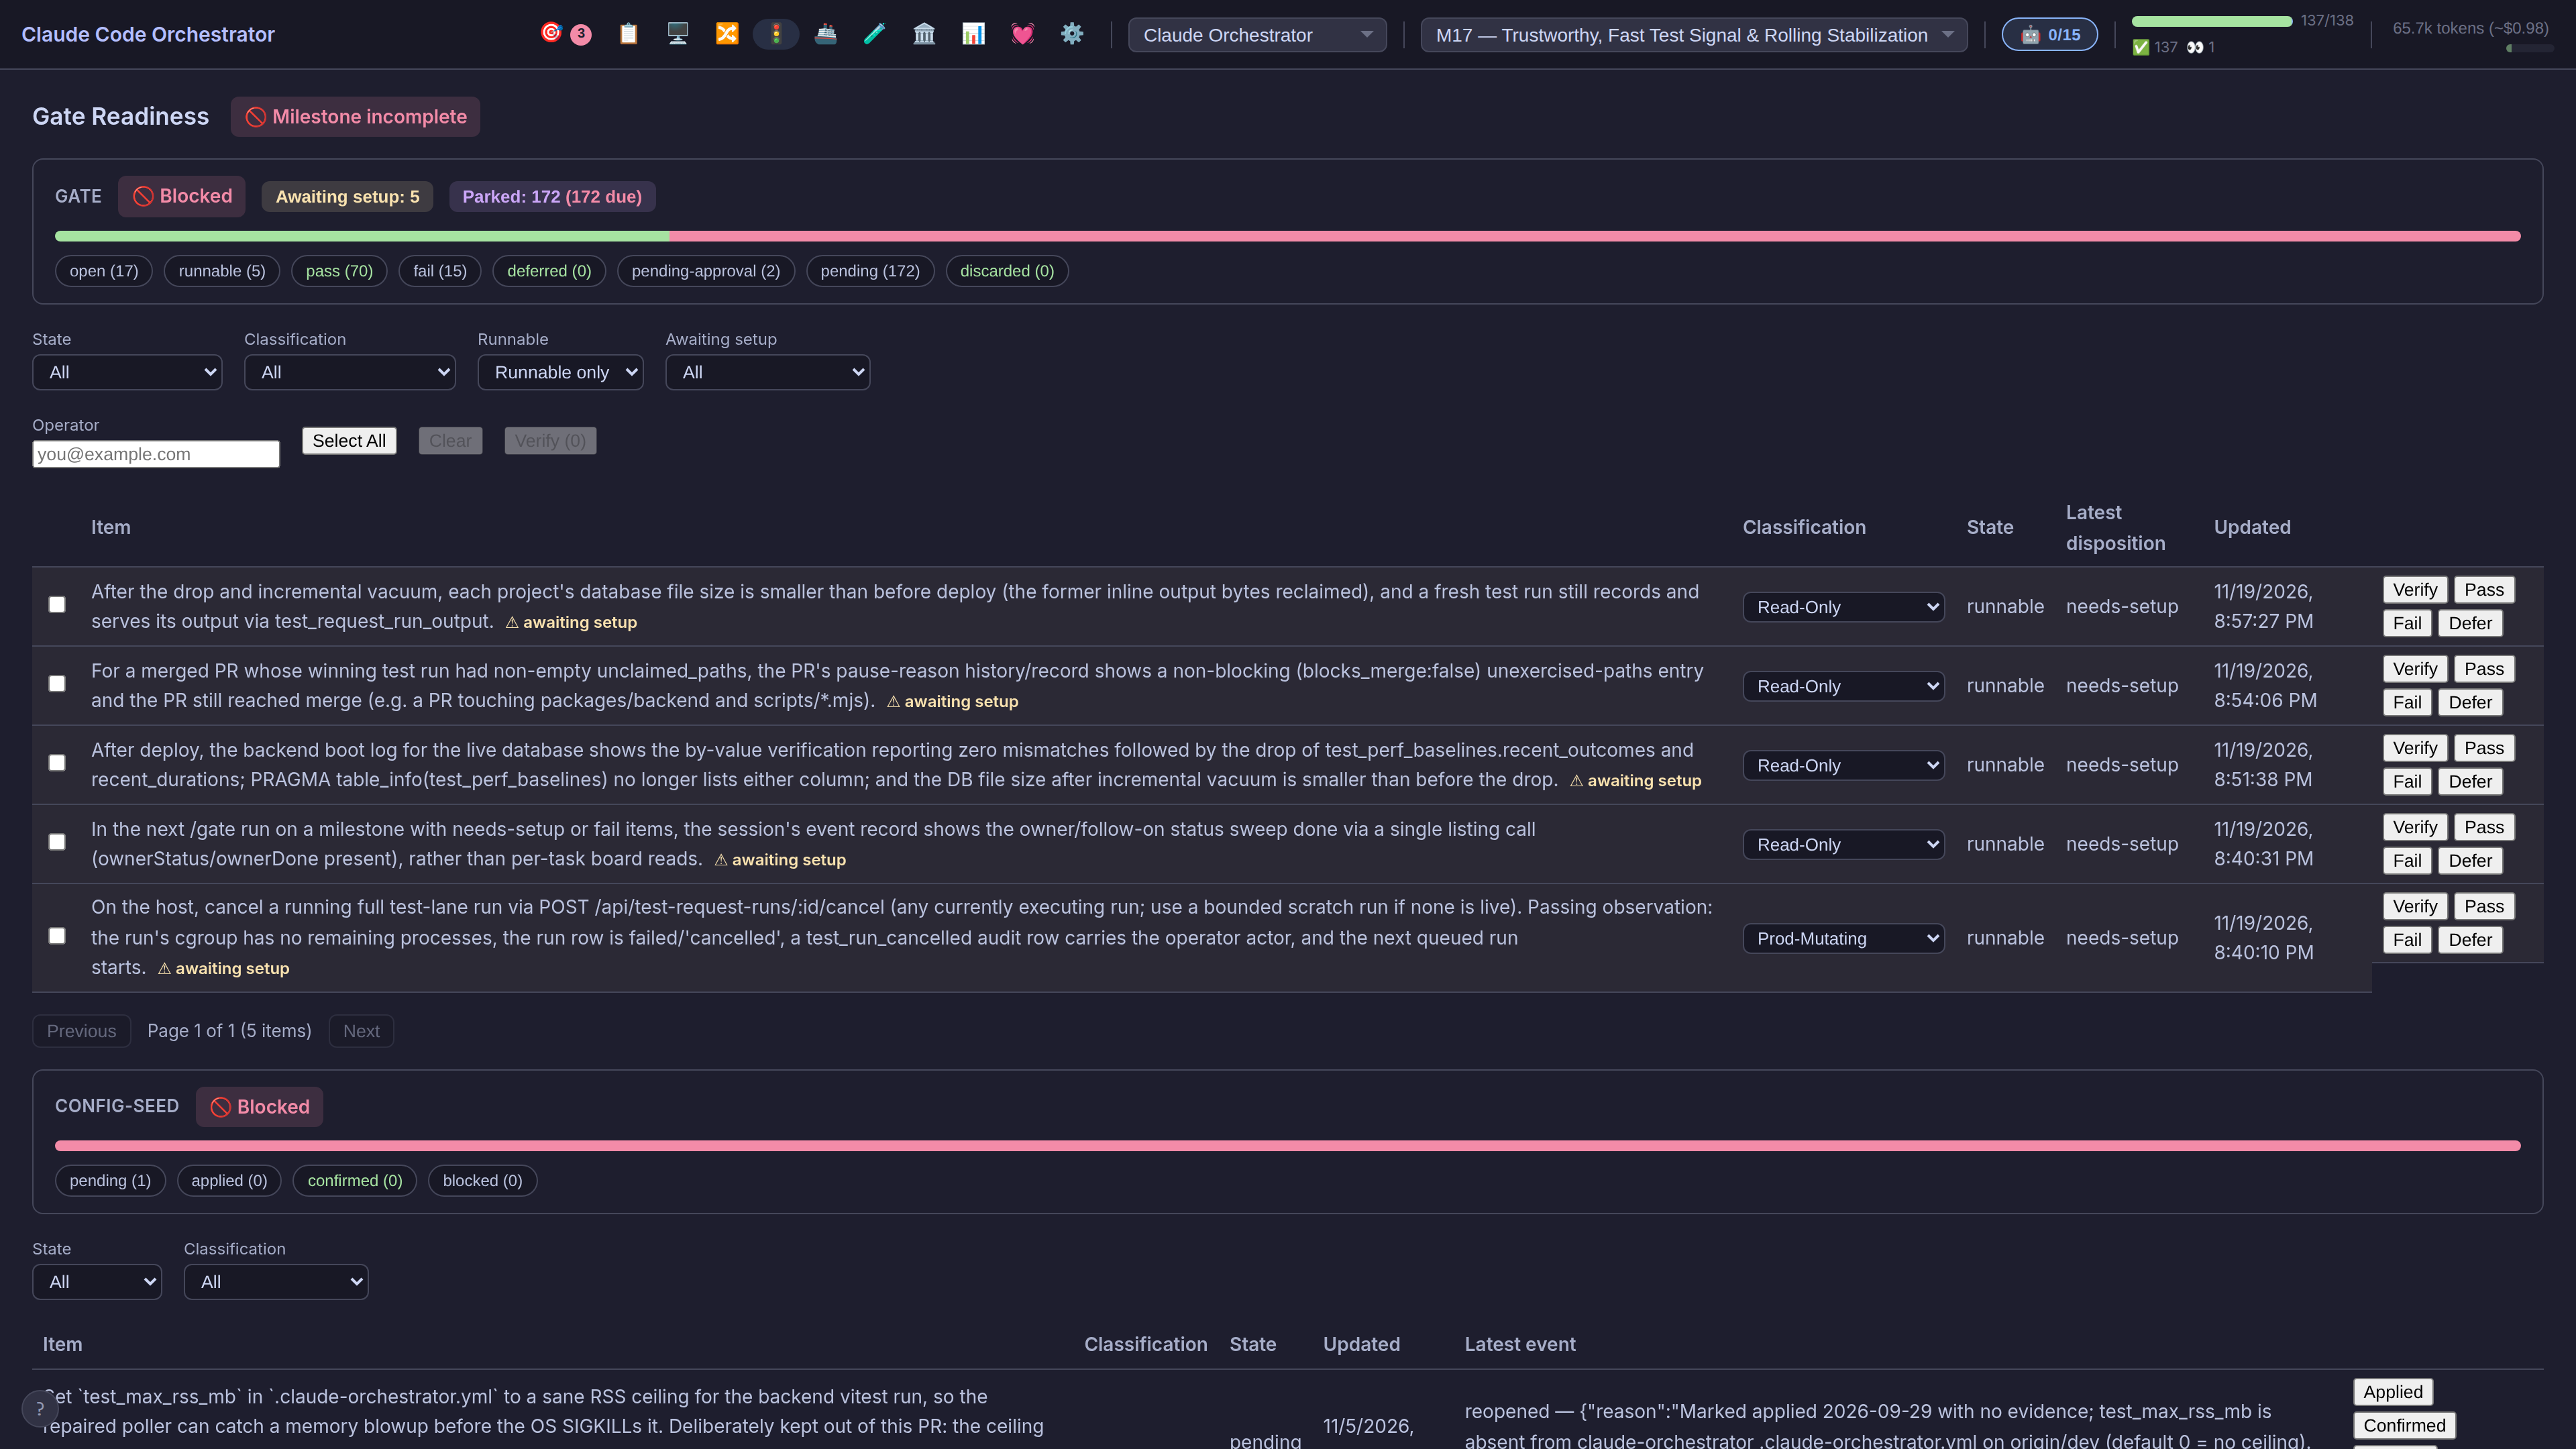 Claude Code Orchestrator
3
Claude Orchestrator
M17 — Trustworthy, Fast Test Signal & Rolling Stabilization
0/15
137/138
137 1
65.7k tokens (~$0.98)
Gate Readiness
Milestone incomplete
GATE
Blocked
Awaiting setup: 5
Parked: 172 (172 due)
open (17)
runnable (5)
pass (70)
fail (15)
deferred (0)
pending-approval (2)
pending (172)
discarded (0)
State
Classification
Runnable
Awaiting setup
All
All
Runnable only
All
Operator
you@example.com
Select All
Clear
Verify (0)
Item
Classification
State
Latest
disposition
Updated
After the drop and incremental vacuum, each project's database file size is smaller than before deploy (the former inline output bytes reclaimed), and a fresh test run still records and
serves its output via test_request_run_output. ⚠ awaiting setup
Read-Only
runnable
needs-setup
11/19/2026,
8:57:27 PM
Verify
Pass
Fail
Defer
For a merged PR whose winning test run had non-empty unclaimed_paths, the PR's pause-reason history/record shows a non-blocking (blocks_merge:false) unexercised-paths entry
and the PR still reached merge (e.g. a PR touching packages/backend and scripts/*.mjs). ⚠ awaiting setup
Read-Only
runnable
needs-setup
11/19/2026,
8:54:06 PM
Verify
Pass
Fail
Defer
After deploy, the backend boot log for the live database shows the by-value verification reporting zero mismatches followed by the drop of test_perf_baselines.recent_outcomes and
recent_durations; PRAGMA table_info(test_perf_baselines) no longer lists either column; and the DB file size after incremental vacuum is smaller than before the drop. ⚠ awaiting setup
Read-Only
runnable
needs-setup
11/19/2026,
8:51:38 PM
Verify
Pass
Fail
Defer
In the next /gate run on a milestone with needs-setup or fail items, the session's event record shows the owner/follow-on status sweep done via a single listing call
(ownerStatus/ownerDone present), rather than per-task board reads. ⚠ awaiting setup
Read-Only
runnable
needs-setup
11/19/2026,
8:40:31 PM
Verify
Pass
Fail
Defer
On the host, cancel a running full test-lane run via POST /api/test-request-runs/:id/cancel (any currently executing run; use a bounded scratch run if none is live). Passing observation:
the run's cgroup has no remaining processes, the run row is failed/'cancelled', a test_run_cancelled audit row carries the operator actor, and the next queued run
starts. ⚠ awaiting setup
Prod-Mutating
runnable
needs-setup
11/19/2026,
8:40:10 PM
Verify
Pass
Fail
Defer
Previous
Page 1 of 1 (5 items)
Next
CONFIG-SEED
Blocked
pending (1)
applied (0)
confirmed (0)
blocked (0)
State
Classification
All
All
Item
Classification
State
Updated
Latest event
Set `test_max_rss_mb` in `.claude-orchestrator.yml` to a sane RSS ceiling for the backend vitest run, so the
repaired poller can catch a memory blowup before the OS SIGKILLs it. Deliberately kept out of this PR: the ceiling
pending
11/5/2026,
reopened — {"reason":"Marked applied 2026-09-29 with no evidence; test_max_rss_mb is
absent from claude-orchestrator .claude-orchestrator.yml on origin/dev (default 0 = no ceiling).
Applied
Confirmed
?